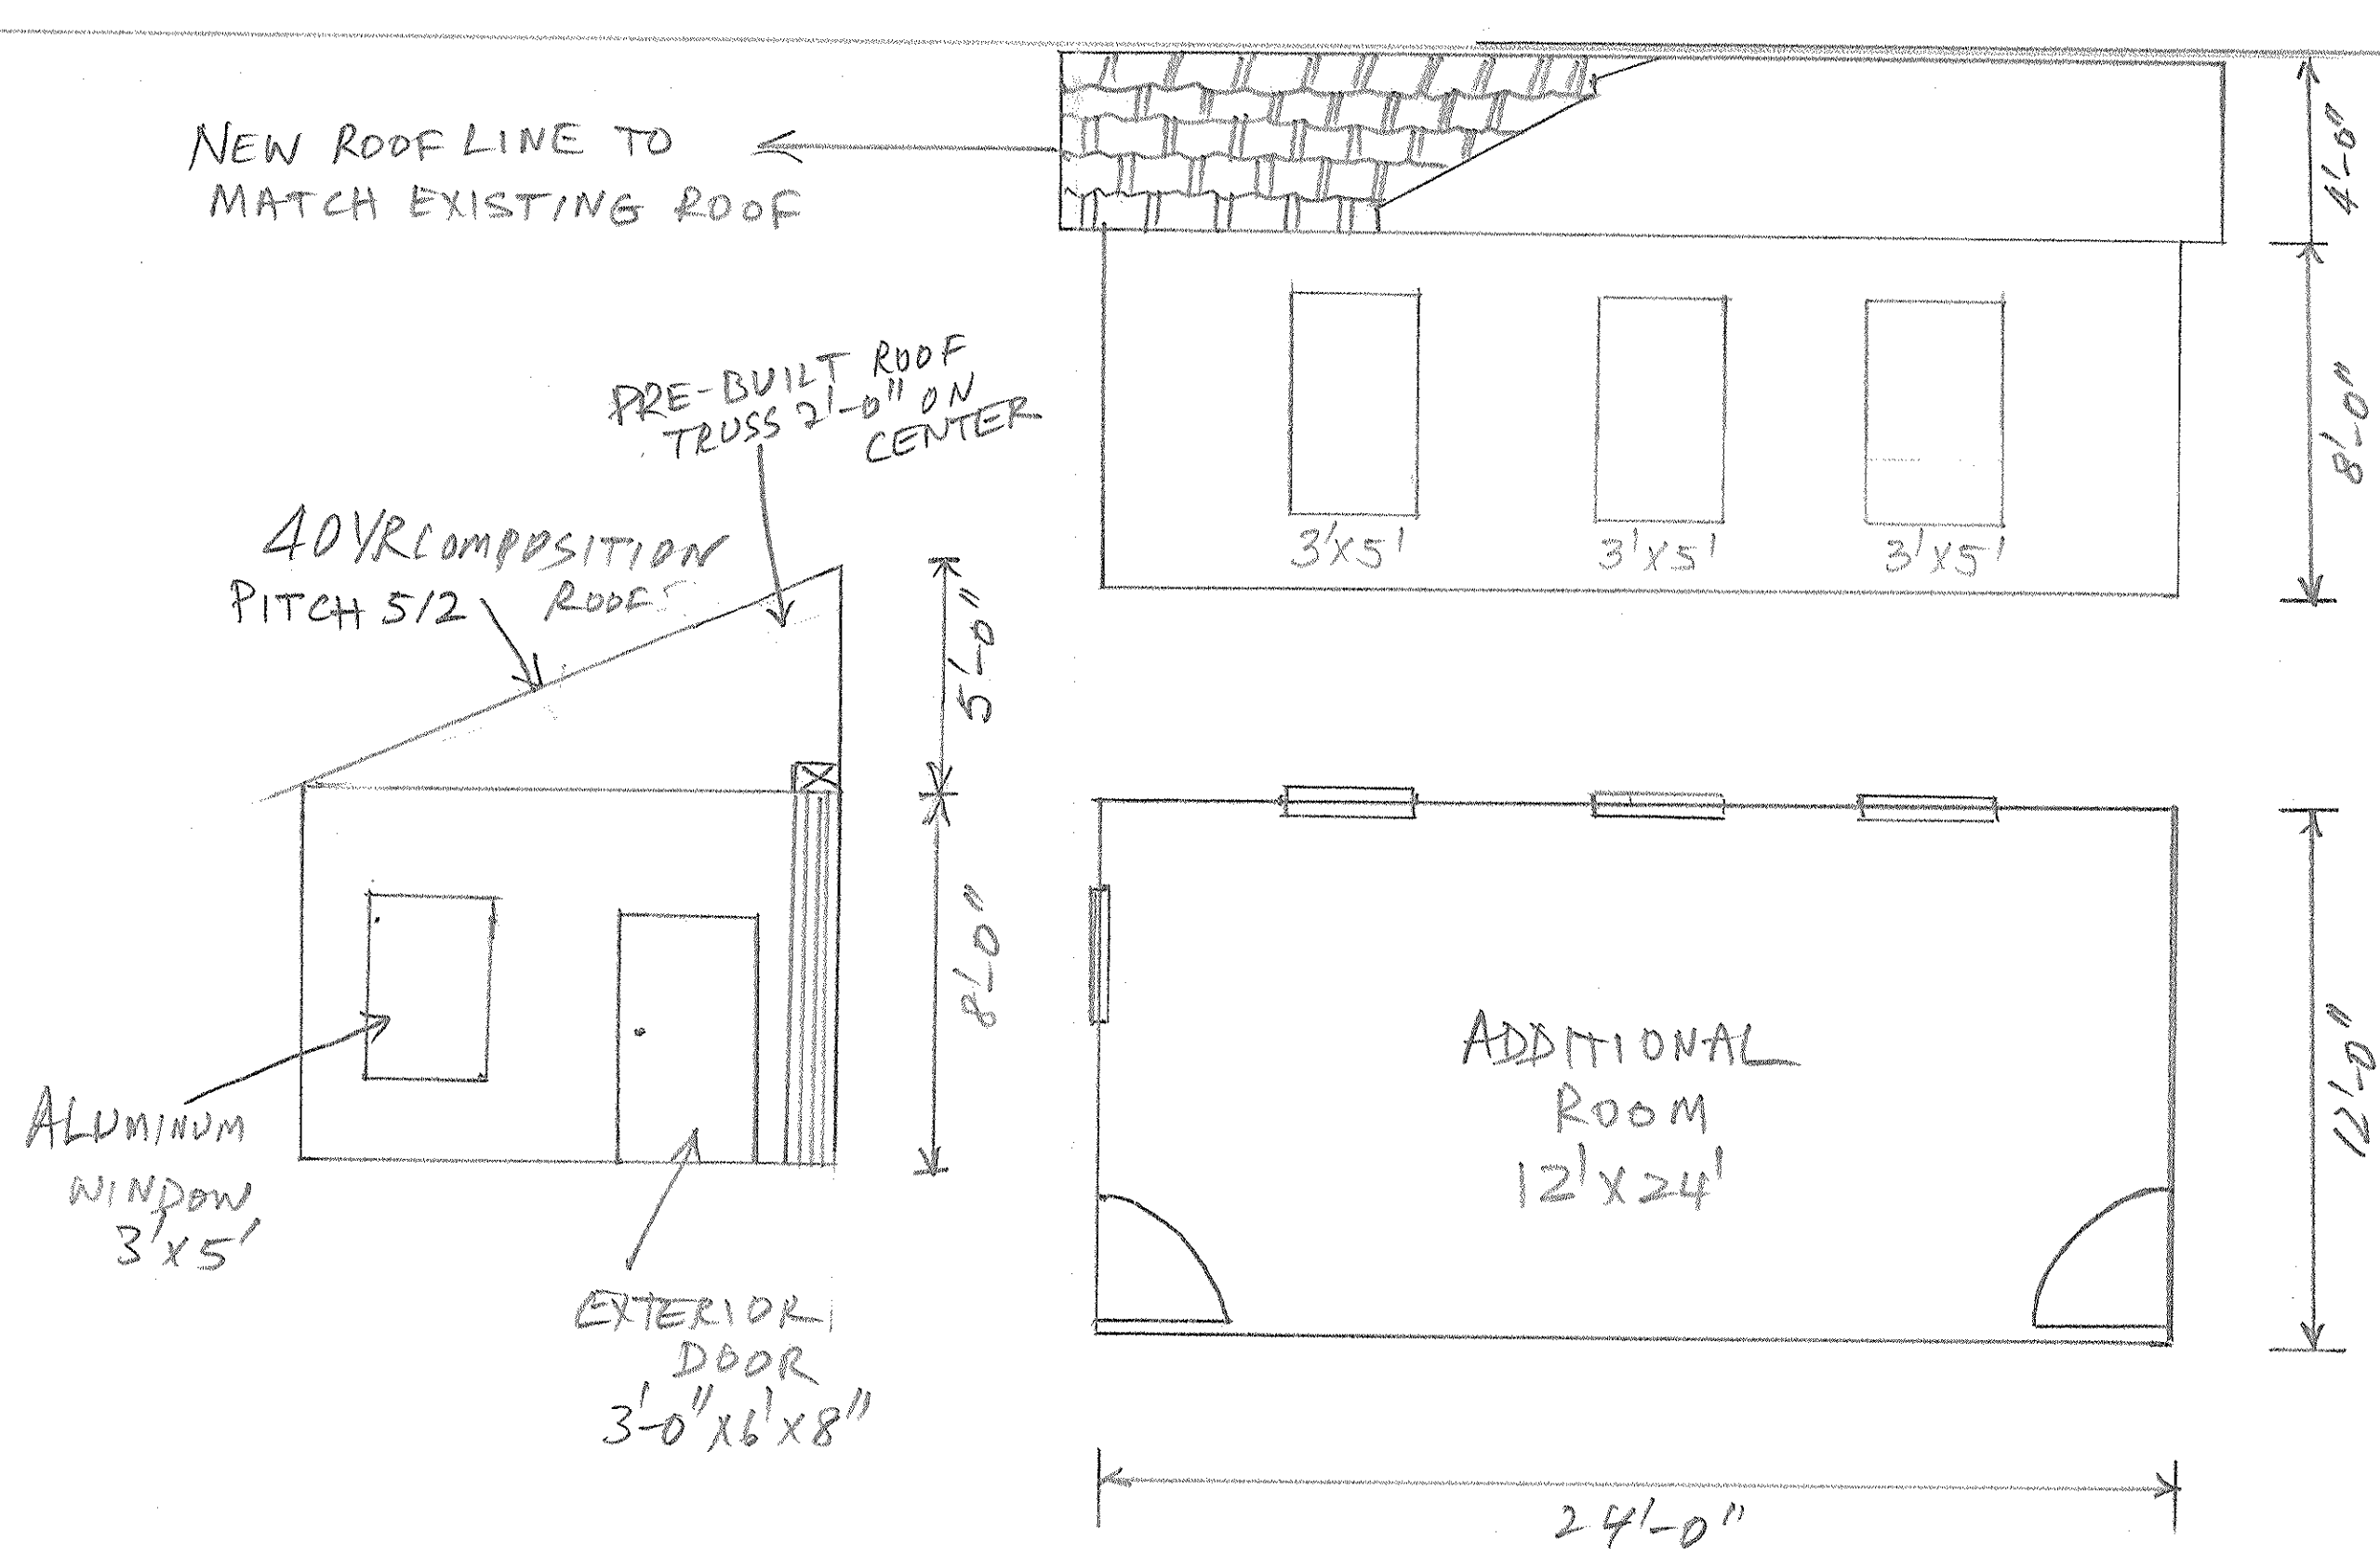 NEW ROOF LINE TO
MATCH EXISTING ROOF
4'-0"
8'-0"
3'X5'
3'X5'
3'X5'
PRE-BUILT ROOF
TRUSS 2'-0" ON
CENTER
40 YR COMPOSITION
ROOF
PITCH 5/2
5'-0"
8'-0"
ALUMINUM
WINDOW
3'X5'
EXTERIOR
DOOR
3'-0"X6'X8"
ADDITIONAL
ROOM
12'X24'
12'-0"
24'-0"